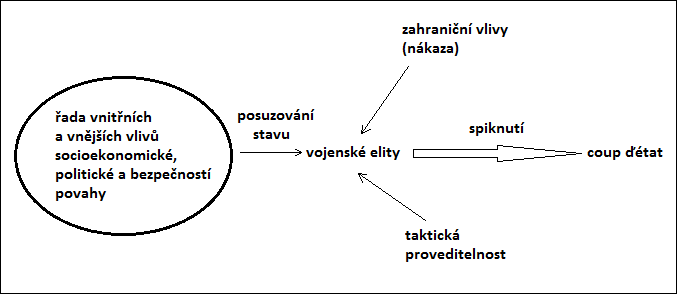 zahraniční vlivy
(nákaza)
řada vnitřních
a vnějších vlivů
socioekonomické,
politické a bezpečností
povahy
posuzování
stavu
vojenské elity
spiknutí
coup ďétat
taktická
proveditelnost